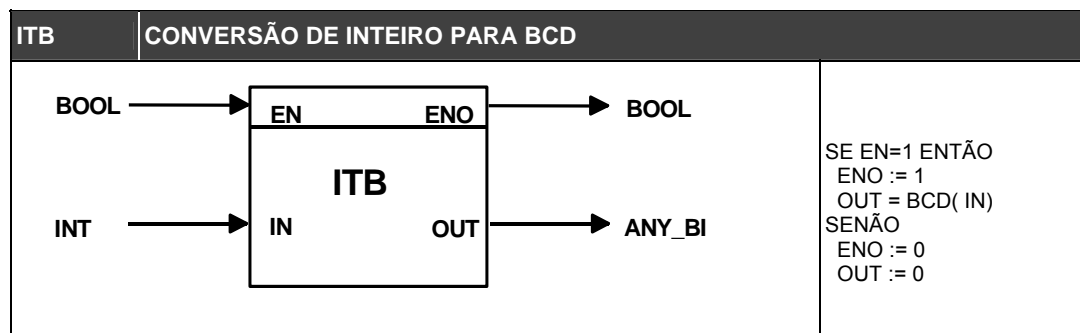 ITB CONVERSÃO DE INTEIRO PARA BCD
BOOL EN ENO BOOL
ITB
INT IN OUT ANY_BI
SE EN=1 ENTÃO
ENO := 1
OUT = BCD( IN)
SENÃO
ENO := 0
OUT := 0